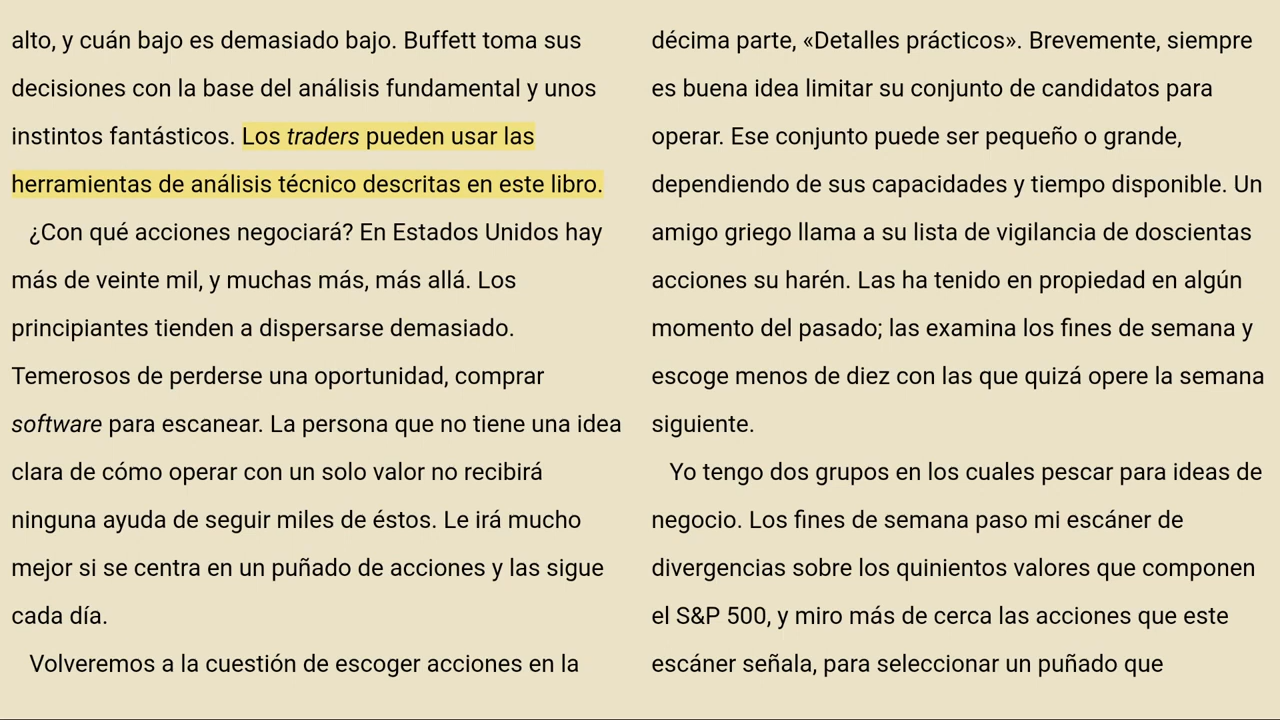 alto, y cuán bajo es demasiado bajo. Buffett toma sus
decisiones con la base del análisis fundamental y unos
instintos fantásticos. Los traders pueden usar las
herramientas de análisis técnico descritas en este libro.
¿Con qué acciones negociará? En Estados Unidos hay
más de veinte mil, y muchas más, más allá. Los
principiantes tienden a dispersarse demasiado.
Temerosos de perderse una oportunidad, comprar
software para escanear. La persona que no tiene una idea
clara de cómo operar con un solo valor no recibirá
ninguna ayuda de seguir miles de éstos. Le irá mucho
mejor si se centra en un puñado de acciones y las sigue
cada día.
Volveremos a la cuestión de escoger acciones en la
décima parte, «Detalles prácticos». Brevemente, siempre
es buena idea limitar su conjunto de candidatos para
operar. Ese conjunto puede ser pequeño o grande,
dependiendo de sus capacidades y tiempo disponible. Un
amigo griego llama a su lista de vigilancia de doscientas
acciones su harén. Las ha tenido en propiedad en algún
momento del pasado; las examina los fines de semana y
escoge menos de diez con las que quizá opere la semana
siguiente.
Yo tengo dos grupos en los cuales pescar para ideas de
negocio. Los fines de semana paso mi escáner de
divergencias sobre los quinientos valores que componen
el S&P 500, y miro más de cerca las acciones que este
escáner señala, para seleccionar un puñado que